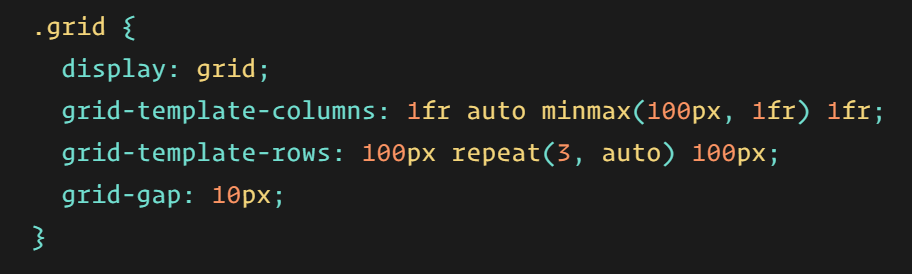 .grid {
  display: grid;
  grid-template-columns: 1fr auto minmax(100px, 1fr) 1fr;
  grid-template-rows: 100px repeat(3, auto) 100px;
  grid-gap: 10px;
}